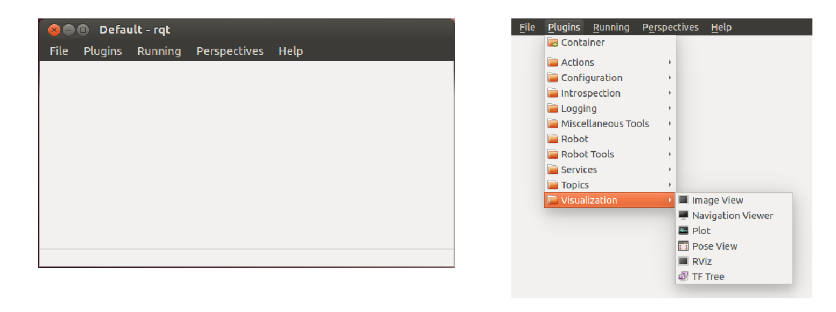 Default - rqt
File Plugins Running Perspectives Help
File Plugins Running Perspectives Help
Container
Actions
Configuration
Introspection
Logging
Miscellaneous Tools
Robot
Robot Tools
Services
Topics
Visualization
Image View
Navigation Viewer
Plot
Pose View
RViz
TF Tree